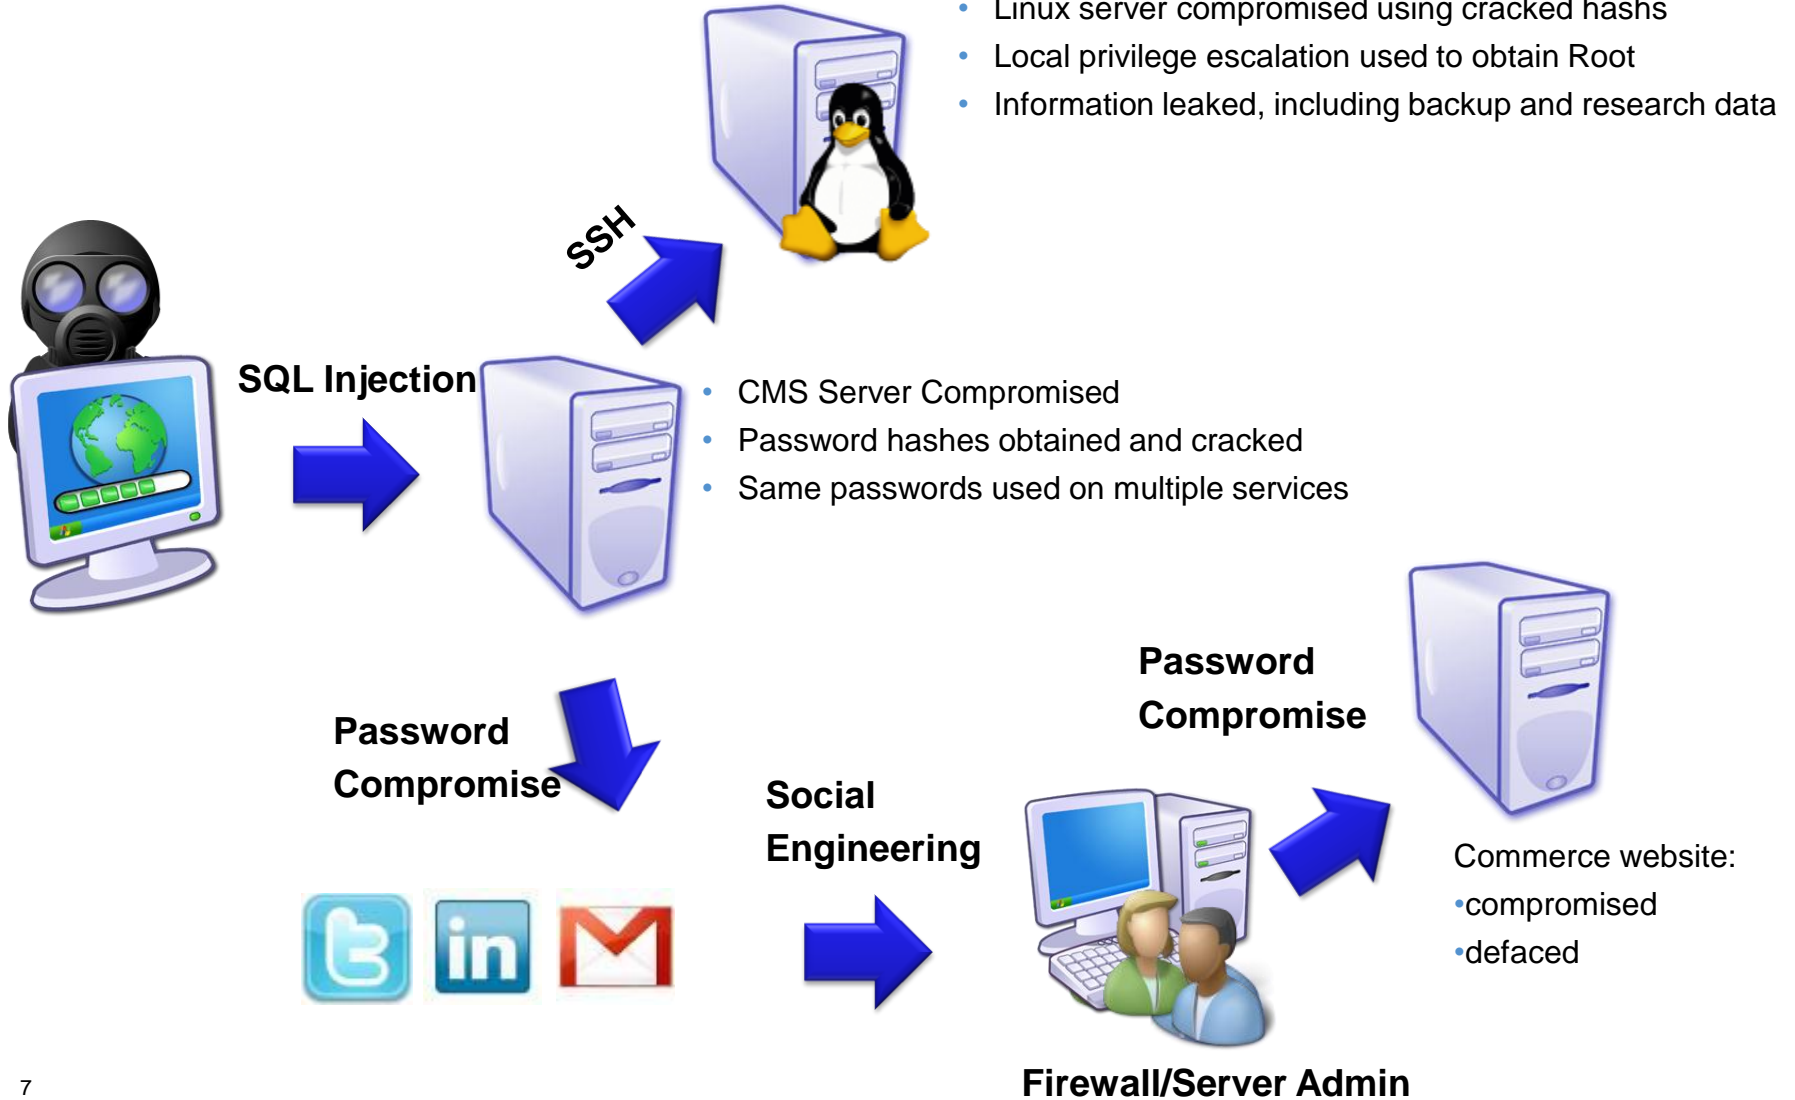 • Linux server compromised using cracked hashs
• Local privilege escalation used to obtain Root
• Information leaked, including backup and research data
SSH
SQL Injection
• CMS Server Compromised
• Password hashes obtained and cracked
• Same passwords used on multiple services
Password
Compromise
Password
Compromise
Social
Engineering
in
Commerce website:
•compromised
•defaced
Firewall/Server Admin
7